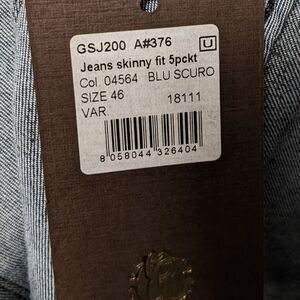 GSJ200 A#376
U
Jeans skinny fit 5pckt
Col 04564 BLU SCURO
SIZE 46
VAR. 18111
8 058044 326404